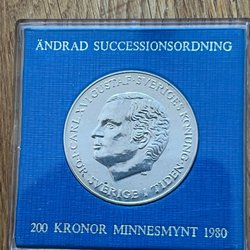 ÄNDRAD SUCCESSIONSORDNING
CARL XVI GUSTAF · SVERIGES KONUNG
FÖR SVERIGE I TIDEN
200 KRONOR MINNESMYNT 1980